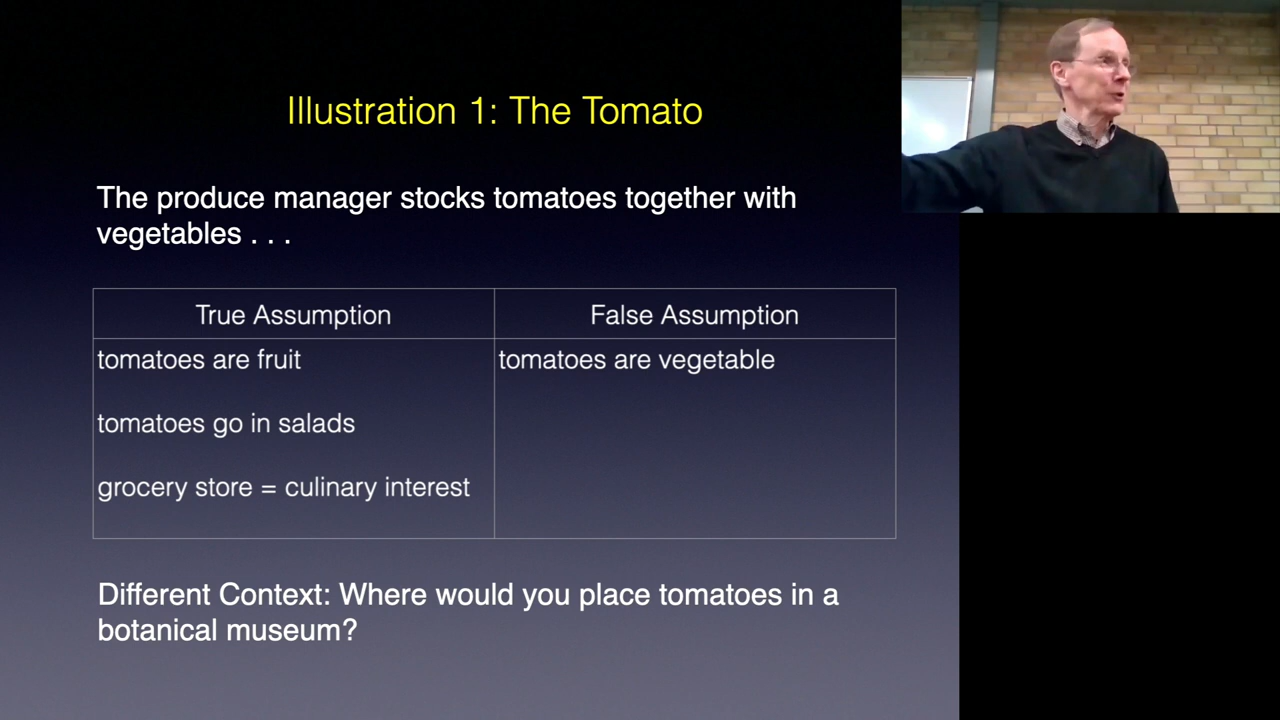 Illustration 1: The Tomato
The produce manager stocks tomatoes together with
vegetables . . .
True Assumption
False Assumption
tomatoes are fruit
tomatoes are vegetable
tomatoes go in salads
grocery store = culinary interest
Different Context: Where would you place tomatoes in a
botanical museum?